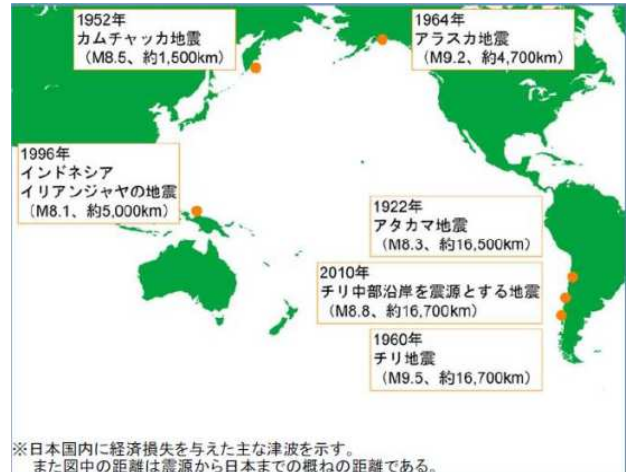 1952年
カムチャッカ地震
（M8.5、約1,500km）
1964年
アラスカ地震
（M9.2、約4,700km）
1996年
インドネシア
イリアンジャヤの地震
（M8.1、約5,000km）
1922年
アタカマ地震
（M8.3、約16,500km）
2010年
チリ中部沿岸を震源とする地震
（M8.8、約16,700km）
1960年
チリ地震
（M9.5、約16,700km）
※日本国内に経済損失を与えた主な津波を示す。
また図中の距離は震源から日本までの概ねの距離である。